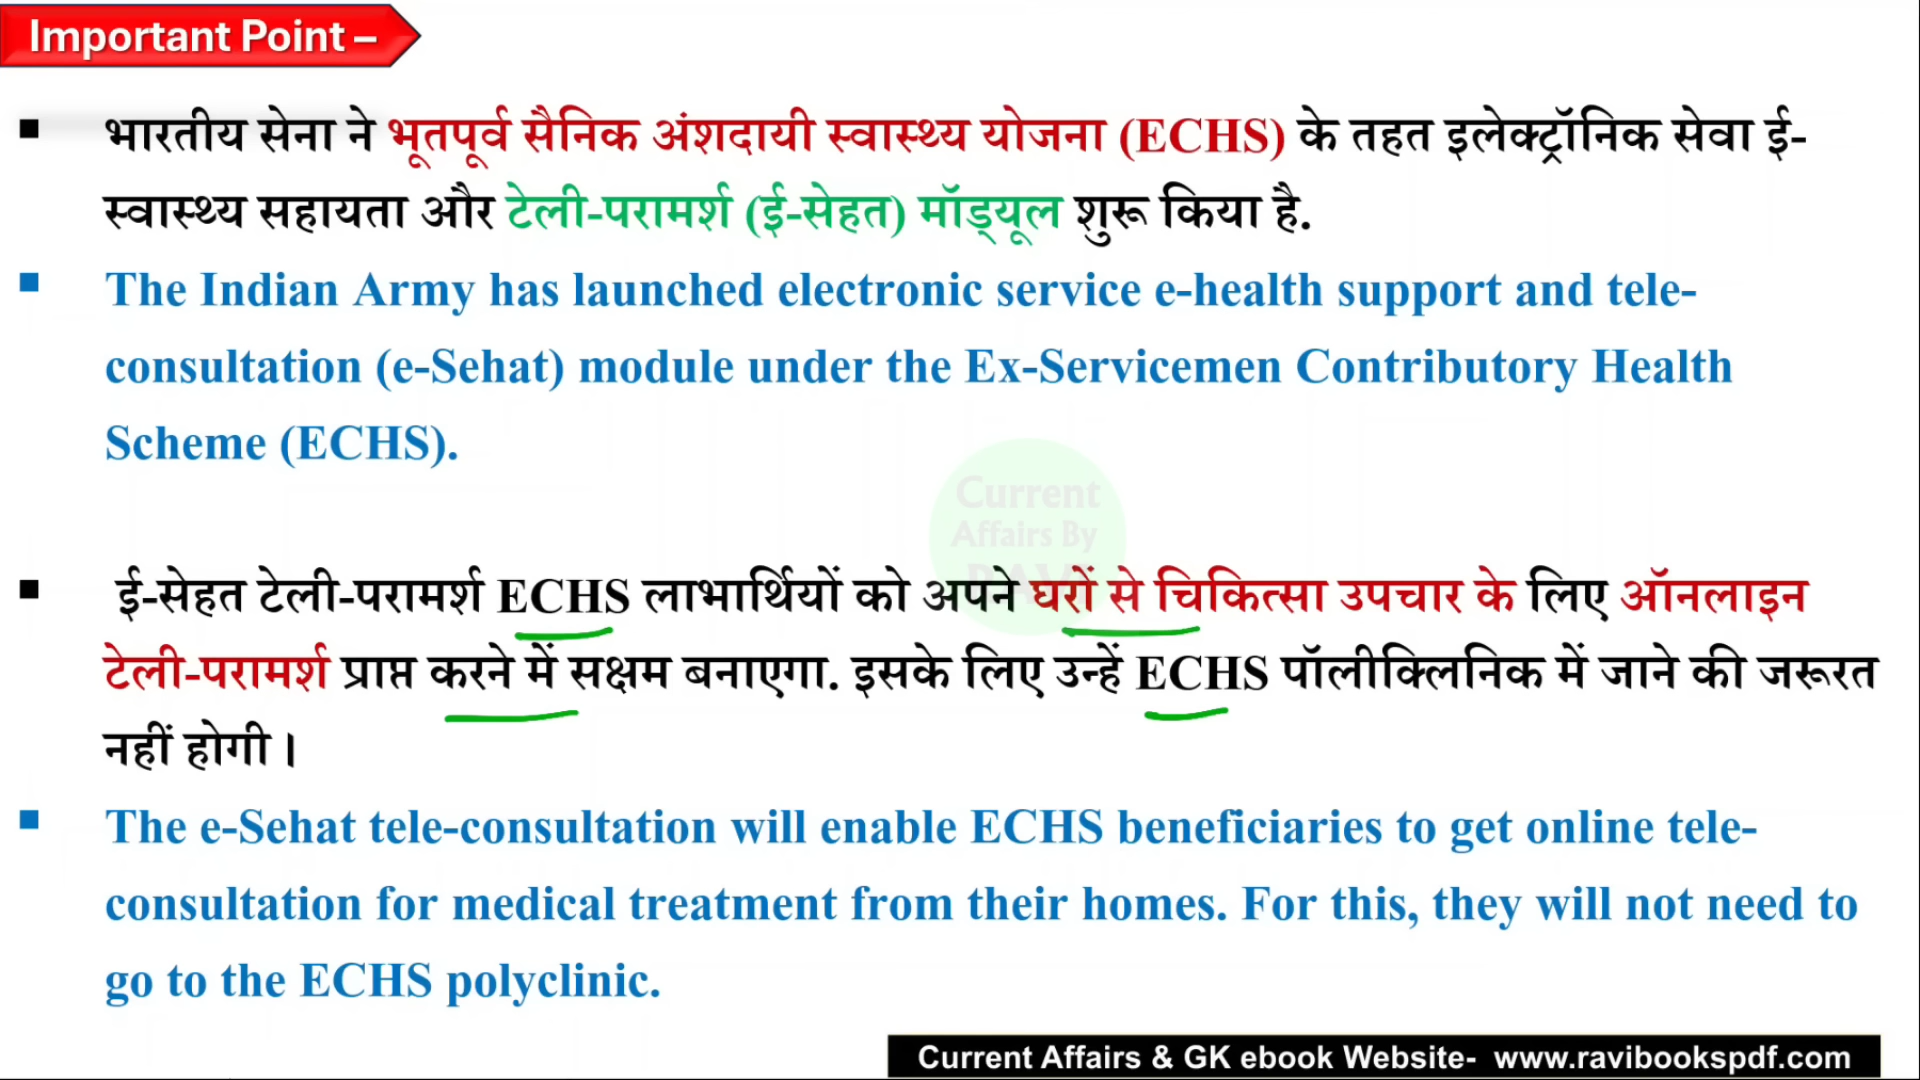 Important Point –
▪ भारतीय सेना ने भूतपूर्व सैनिक अंशदायी स्वास्थ्य योजना (ECHS) के तहत इलेक्ट्रॉनिक सेवा ई-
स्वास्थ्य सहायता और टेली-परामर्श (ई-सेहत) मॉड्यूल शुरू किया है.
▪ The Indian Army has launched electronic service e-health support and tele-
consultation (e-Sehat) module under the Ex-Servicemen Contributory Health
Scheme (ECHS).
Current
Affairs By
RAVI
▪ ई-सेहत टेली-परामर्श ECHS लाभार्थियों को अपने घरों से चिकित्सा उपचार के लिए ऑनलाइन
टेली-परामर्श प्राप्त करने में सक्षम बनाएगा. इसके लिए उन्हें ECHS पॉलीक्लिनिक में जाने की जरूरत
नहीं होगी।
▪ The e-Sehat tele-consultation will enable ECHS beneficiaries to get online tele-
consultation for medical treatment from their homes. For this, they will not need to
go to the ECHS polyclinic.
Current Affairs & GK ebook Website- www.ravibookspdf.com